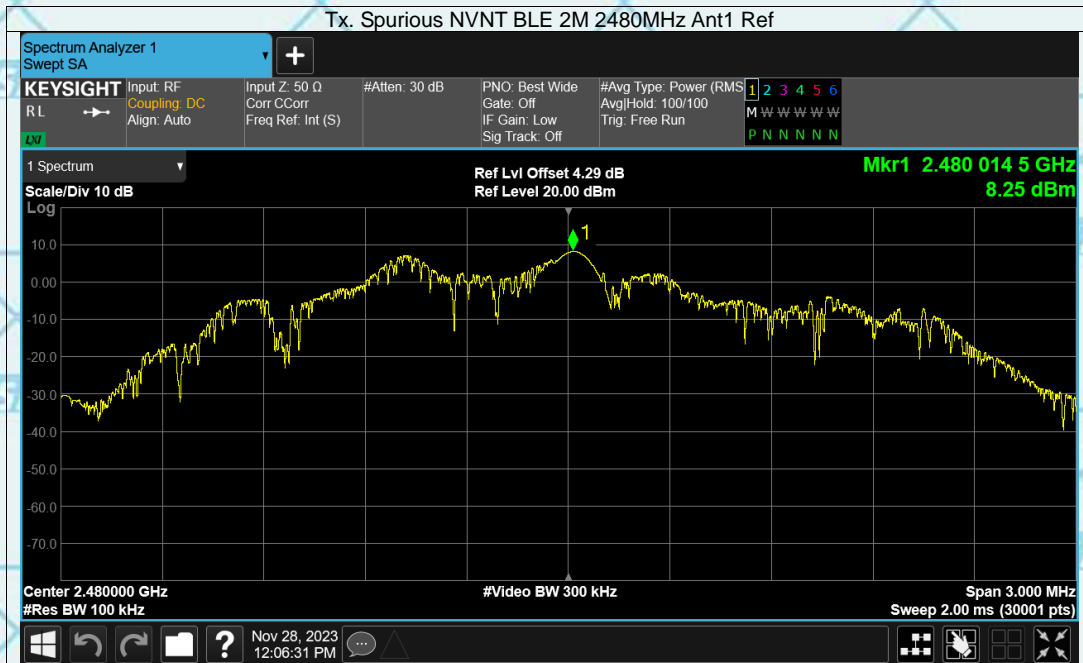 Tx. Spurious NVNT BLE 2M 2480MHz Ant1 Ref
Spectrum Analyzer 1
Swept SA
+
KEYSIGHT
R L
LXI
Input: RF
Coupling: DC
Align: Auto
Input Z: 50 Ω
Corr CCorr
Freq Ref: Int (S)
#Atten: 30 dB
PNO: Best Wide
Gate: Off
IF Gain: Low
Sig Track: Off
#Avg Type: Power (RMS
Avg|Hold: 100/100
Trig: Free Run
1 2 3 4 5 6
M W W W W W
P N N N N N
1 Spectrum
Scale/Div 10 dB
Ref Lvl Offset 4.29 dB
Ref Level 20.00 dBm
Mkr1 2.480 014 5 GHz
8.25 dBm
Log
1
10.0
0.00
-10.0
-20.0
-30.0
-40.0
-50.0
-60.0
-70.0
Center 2.480000 GHz
#Video BW 300 kHz
Span 3.000 MHz
#Res BW 100 kHz
Sweep 2.00 ms (30001 pts)
?
Nov 28, 2023
12:06:31 PM